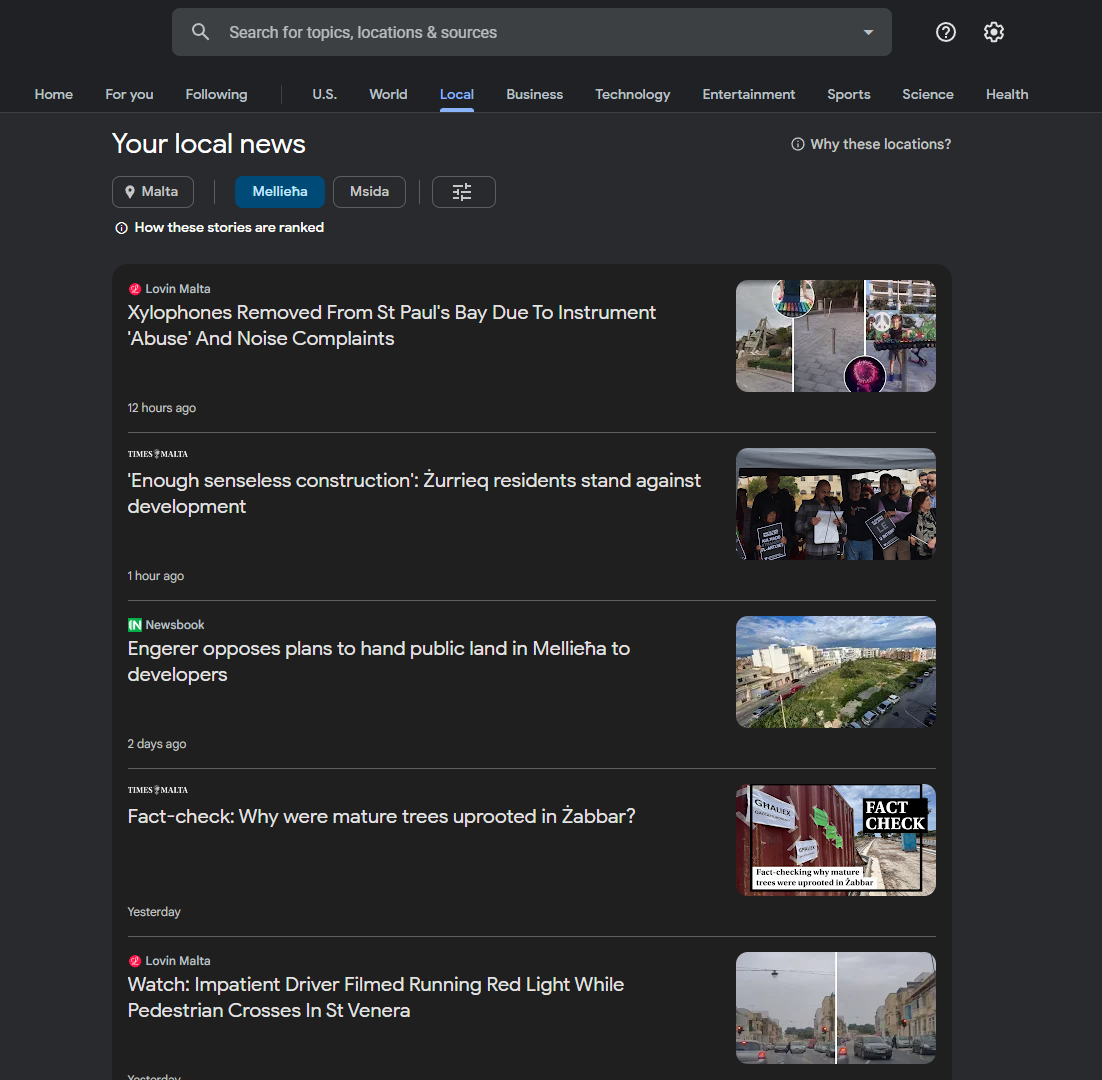 Search for topics, locations & sources
Home
For you
Following
U.S.
World
Local
Business
Technology
Entertainment
Sports
Science
Health
Your local news
Why these locations?
Malta
Mellieħa
Msida
How these stories are ranked
Lovin Malta
Xylophones Removed From St Paul's Bay Due To Instrument
'Abuse' And Noise Complaints
12 hours ago
TIMES MALTA
'Enough senseless construction': Żurrieq residents stand against
development
1 hour ago
IN Newsbook
Engerer opposes plans to hand public land in Mellieħa to
developers
2 days ago
TIMES MALTA
Fact-check: Why were mature trees uprooted in Żabbar?
GHALIEX
GHALIEX
FACT
CHECK
Fact-checking why mature
trees were uprooted in Żabbar
Yesterday
Lovin Malta
Watch: Impatient Driver Filmed Running Red Light While
Pedestrian Crosses In St Venera
Yesterday